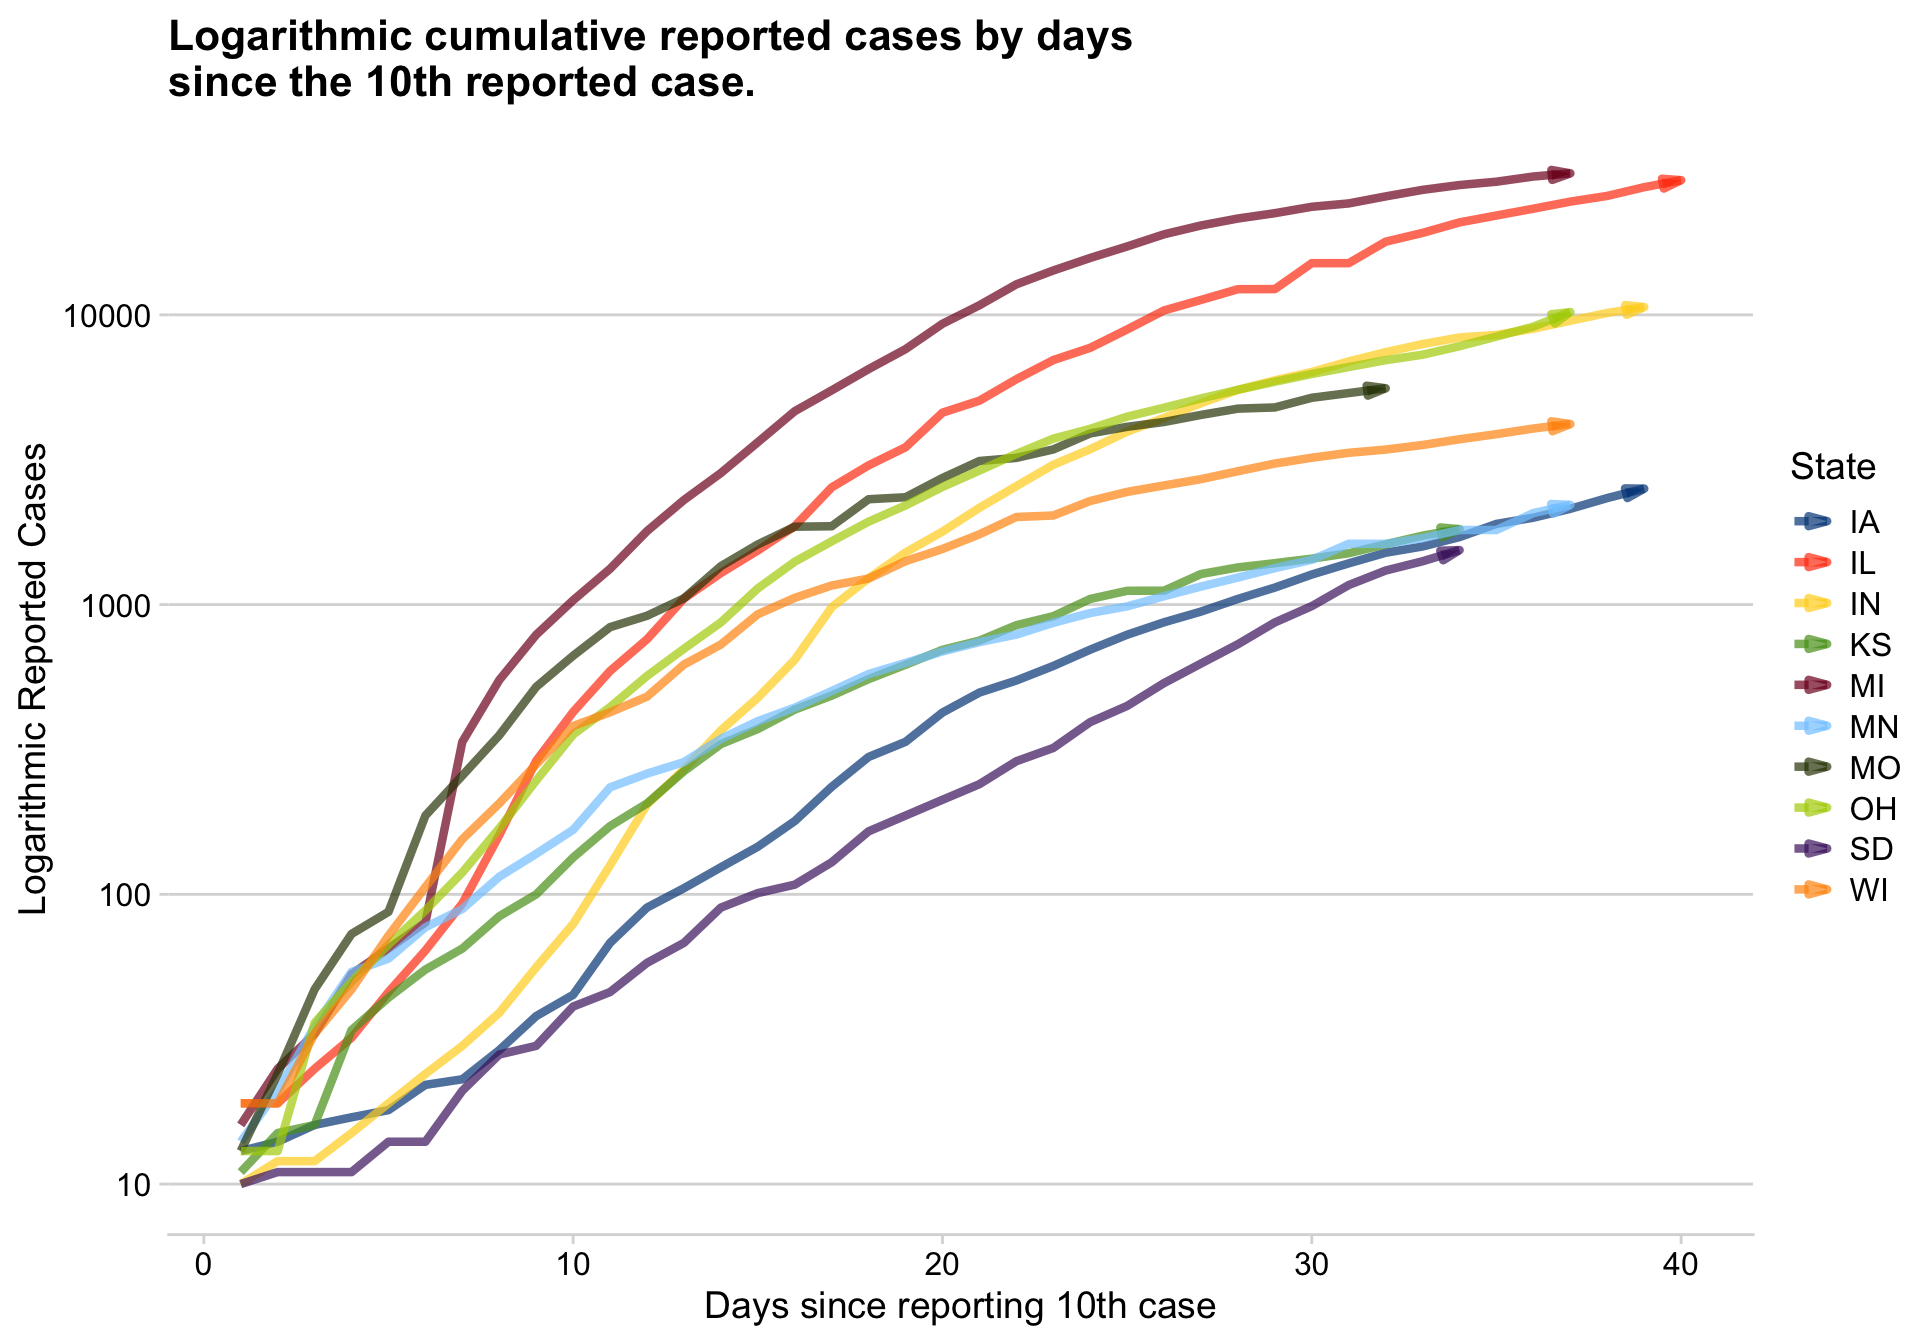 Logarithmic cumulative reported cases by days
since the 10th reported case.
Logarithmic Reported Cases
10000
1000
100
10
0
10
20
30
40
Days since reporting 10th case
State
IA
IL
IN
KS
MI
MN
MO
OH
SD
WI